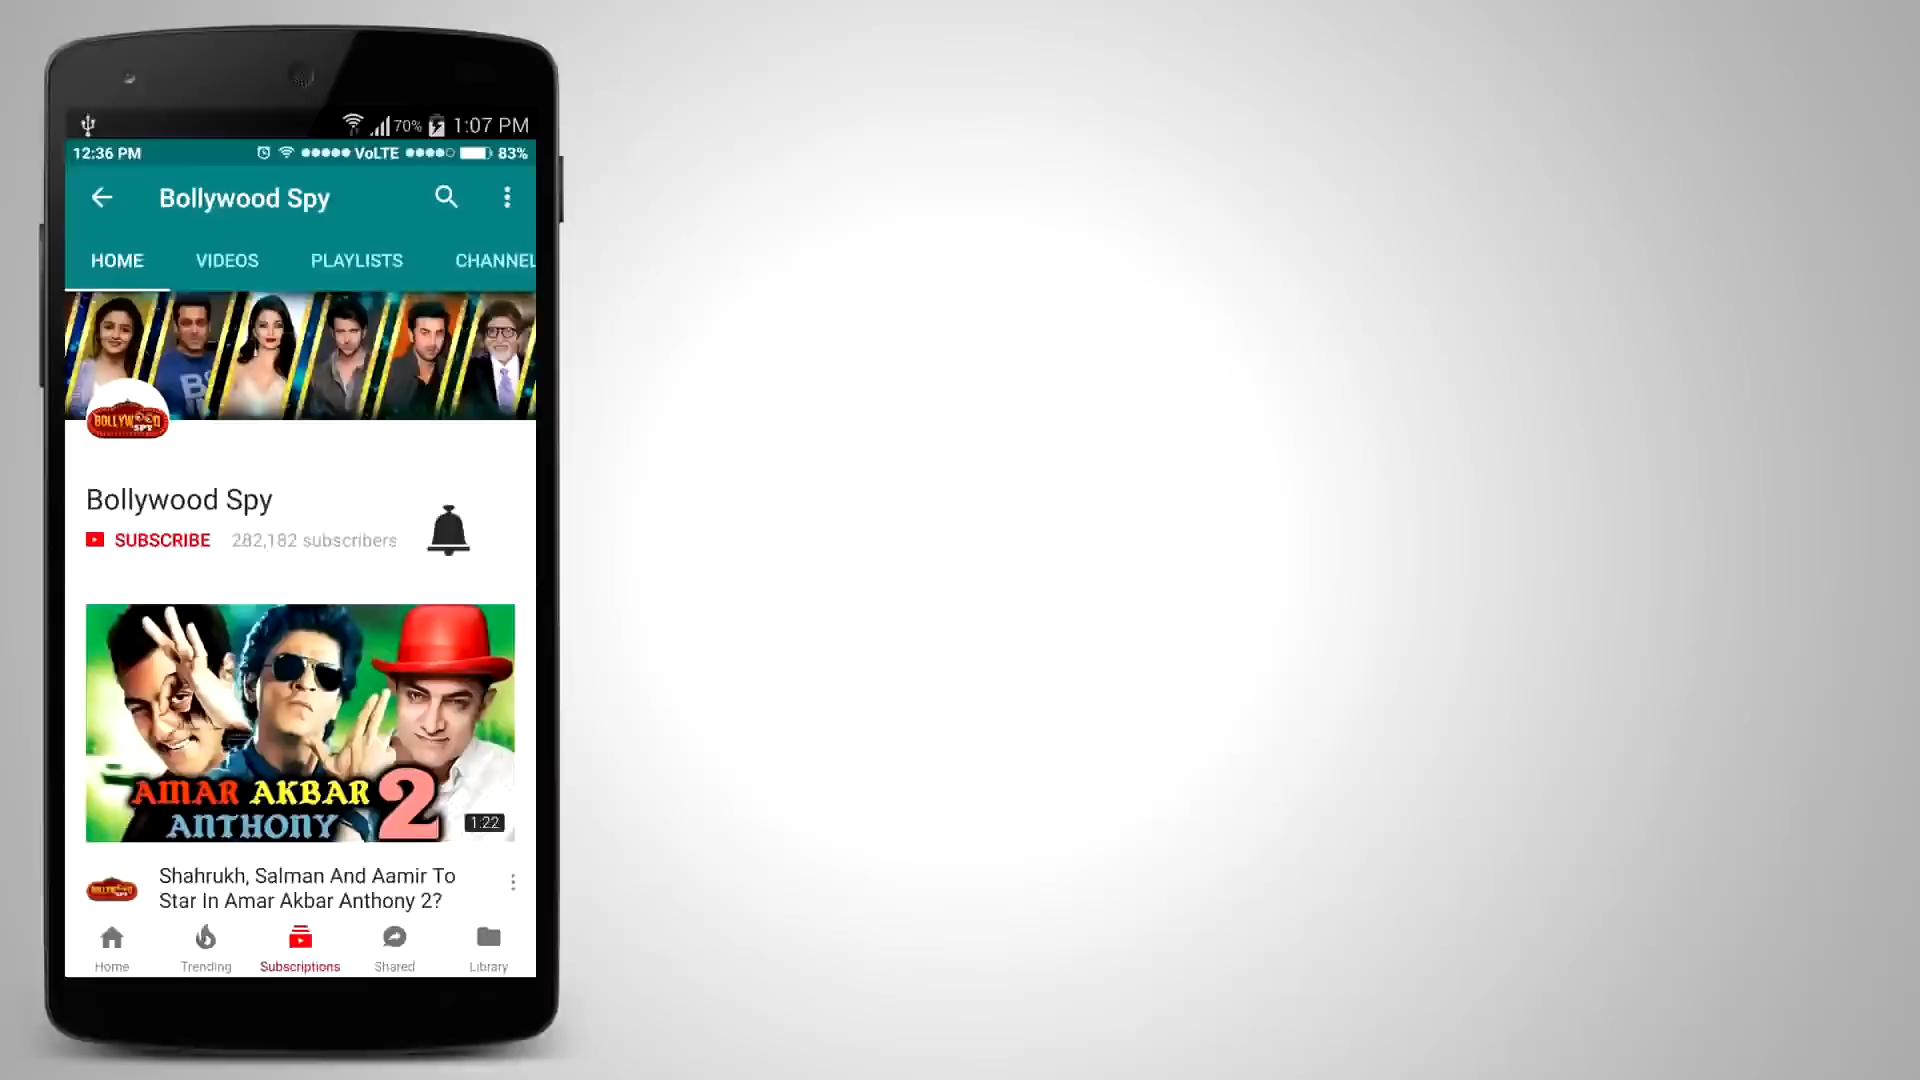 70% 1:07 PM
12:36 PM VoLTE 83%
Bollywood Spy
HOME VIDEOS PLAYLISTS CHANNEL
BOLLYWOOD
SPY
Bollywood Spy
SUBSCRIBE 282,182 subscribers
AMAR AKBAR
ANTHONY 2
1:22
Shahrukh, Salman And Aamir To
Star In Amar Akbar Anthony 2?
Home Trending Subscriptions Shared Library